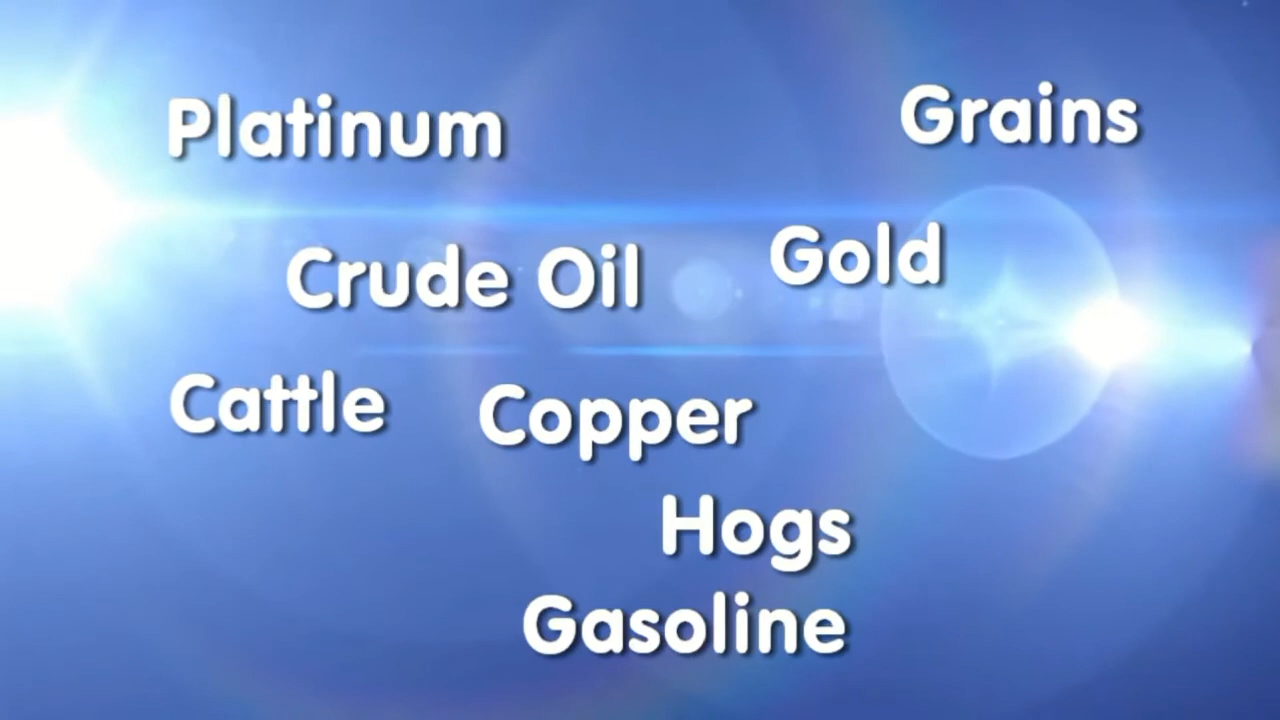 Platinum
Grains
Crude Oil
Gold
Cattle
Copper
Hogs
Gasoline